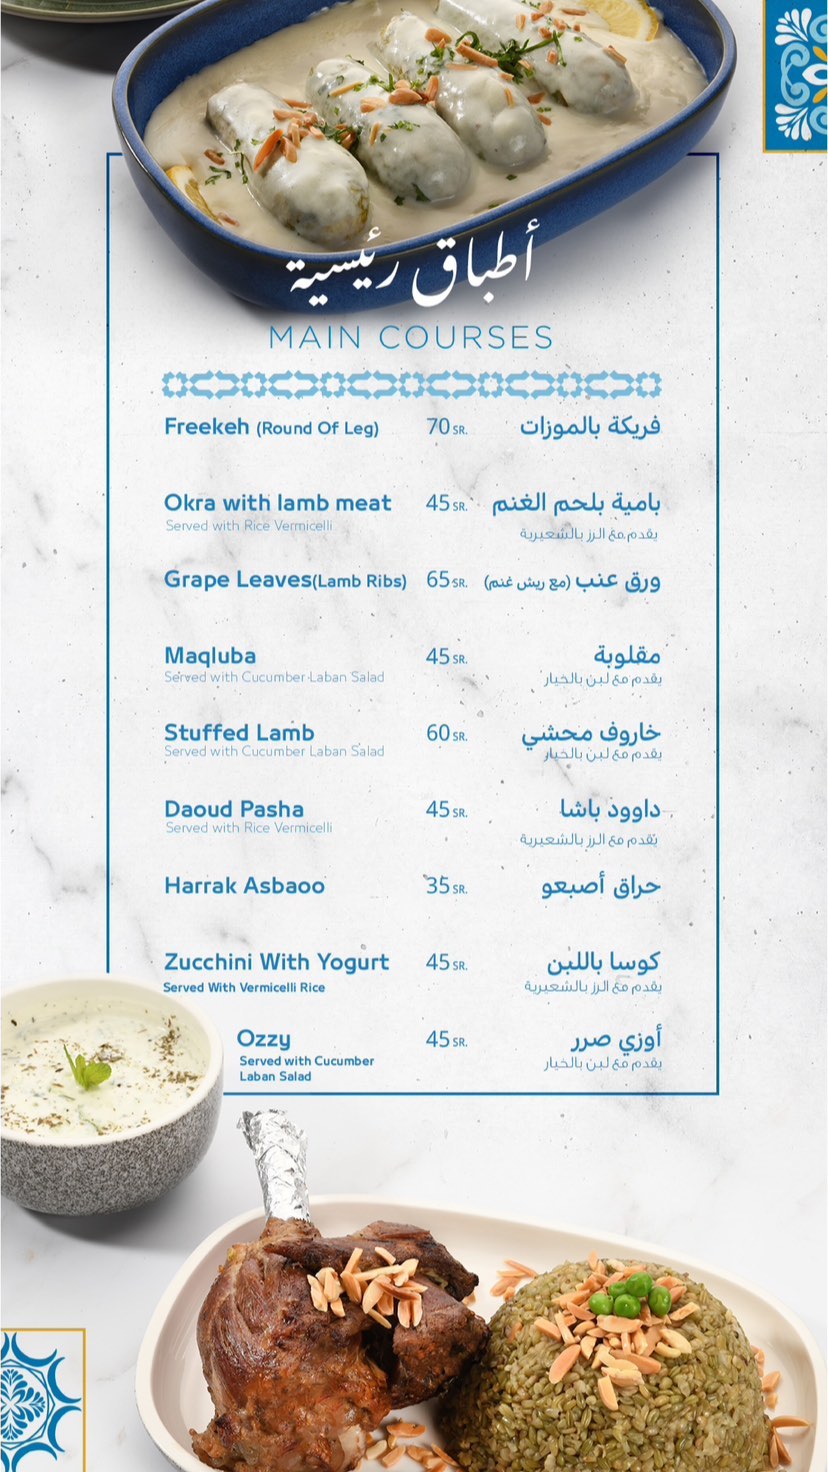 أطباق رئيسية
MAIN COURSES
Freekeh (Round Of Leg) 70 SR. فريكة بالموزات
Okra with lamb meat 45 SR. بامية بلحم الغنم
Served with Rice Vermicelli يقدم مع الرز بالشعيرية
Grape Leaves(Lamb Ribs) 65 SR. ورق عنب (مع ريش غنم)
Maqluba 45 SR. مقلوبة
Served with Cucumber Laban Salad يقدم مع لبن بالخيار
Stuffed Lamb 60 SR. خاروف محشي
Served with Cucumber Laban Salad يقدم مع لبن بالخيار
Daoud Pasha 45 SR. داوود باشا
Served with Rice Vermicelli يقدم مع الرز بالشعيرية
Harrak Asbaoo 35 SR. حراق أصبعو
Zucchini With Yogurt 45 SR. كوسا باللبن
Served With Vermicelli Rice يقدم مع الرز بالشعيرية
Ozzy 45 SR. أوزي صرر
Served with Cucumber يقدم مع لبن بالخيار
Laban Salad